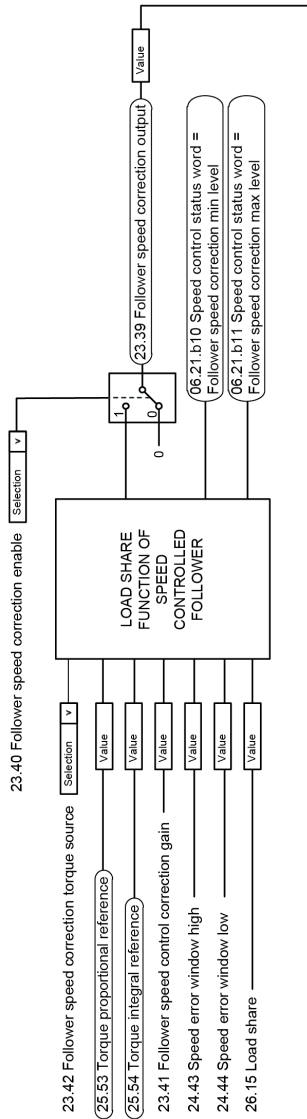 23.40 Follower speed correction enable
Selection v
23.42 Follower speed correction torque source
Selection v
25.53 Torque proportional reference
Value
25.54 Torque integral reference
Value
23.41 Follower speed control correction gain
Value
24.43 Speed error window high
Value
24.44 Speed error window low
Value
26.15 Load share
Value
LOAD SHARE
FUNCTION OF
SPEED
CONTROLLED
FOLLOWER
1
0
0
23.39 Follower speed correction output
Value
06.21.b10 Speed control status word =
Follower speed correction min level
06.21.b11 Speed control status word =
Follower speed correction max level